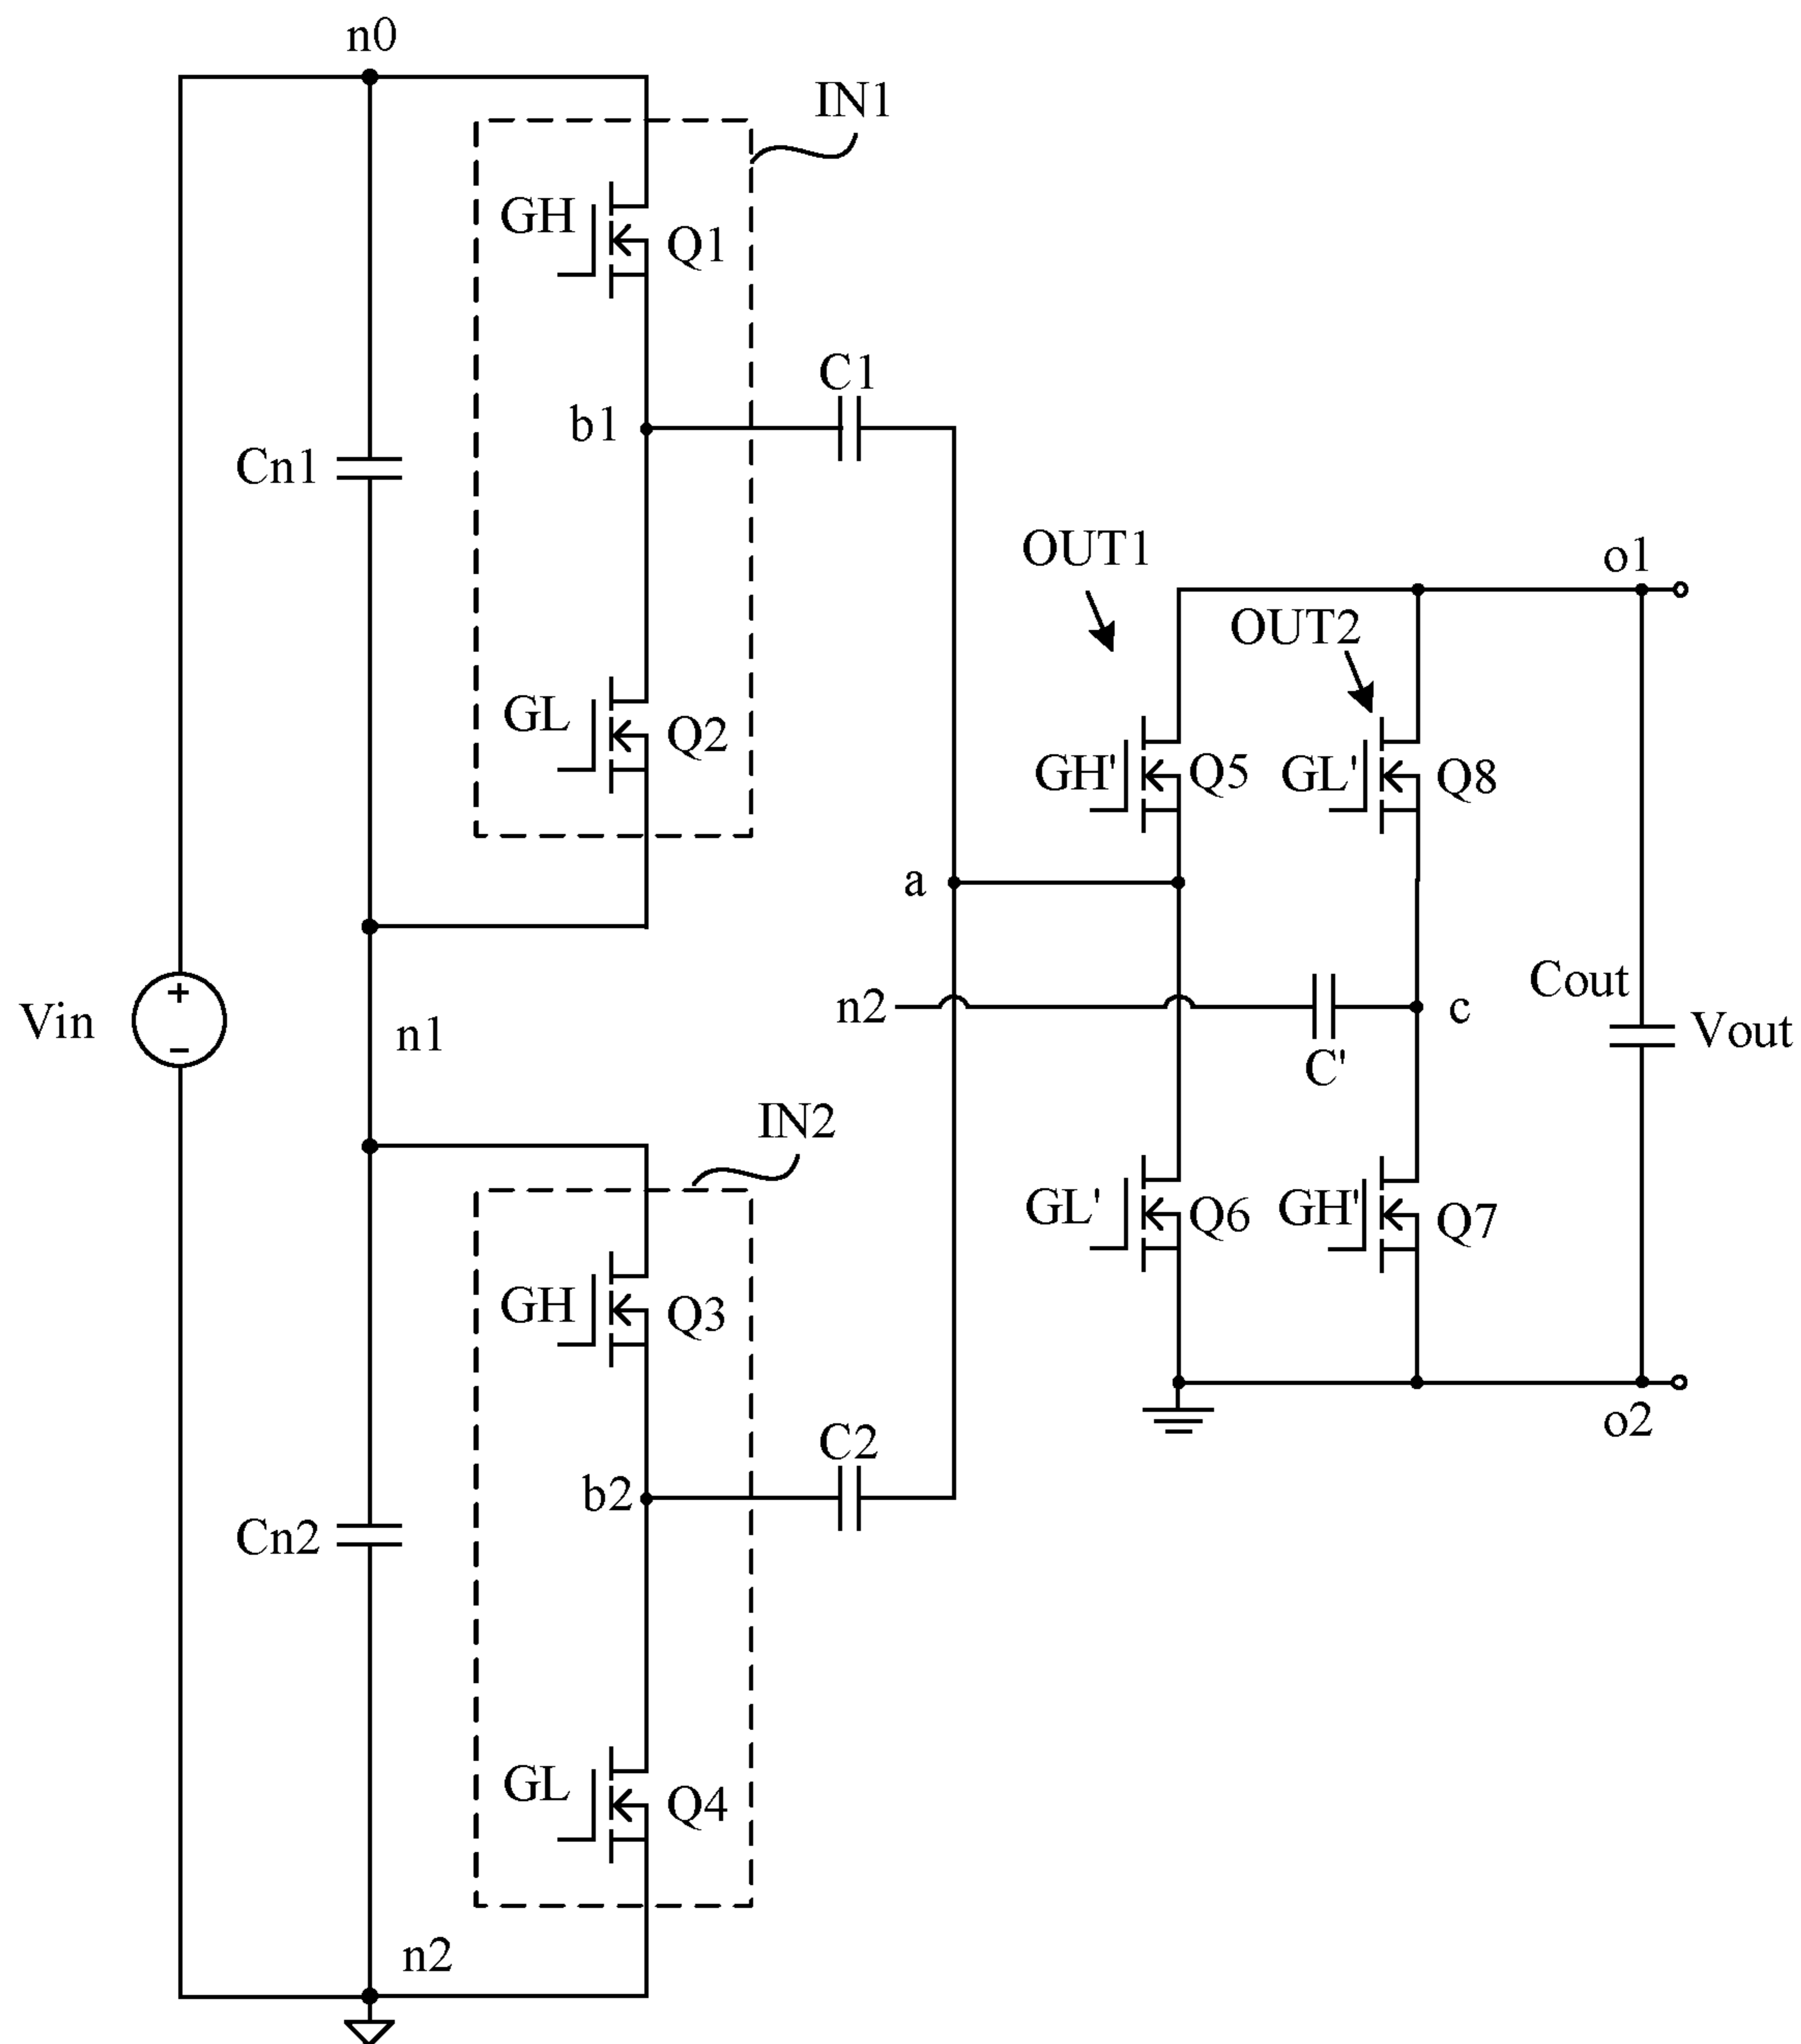 n0
IN1
GH
Q1
C1
b1
Cn1
OUT1
o1
OUT2
GL
Q2
GH'
Q5
GL'
Q8
a
Cout
Vin
+
−
n2
c
n1
Vout
C'
IN2
GL'
Q6
GH'
Q7
GH
Q3
o2
C2
b2
Cn2
GL
Q4
n2